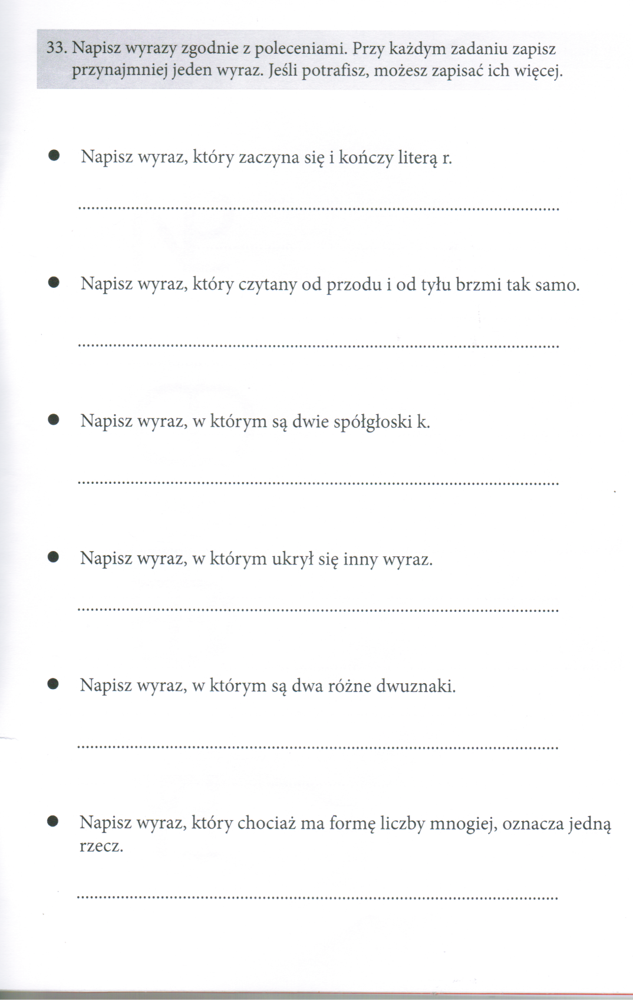 33. Napisz wyrazy zgodnie z poleceniami. Przy każdym zadaniu zapisz
przynajmniej jeden wyraz. Jeśli potrafisz, możesz zapisać ich więcej.
● Napisz wyraz, który zaczyna się i kończy literą r.
● Napisz wyraz, który czytany od przodu i od tyłu brzmi tak samo.
● Napisz wyraz, w którym są dwie spółgłoski k.
● Napisz wyraz, w którym ukrył się inny wyraz.
● Napisz wyraz, w którym są dwa różne dwuznaki.
● Napisz wyraz, który chociaż ma formę liczby mnogiej, oznacza jedną
rzecz.